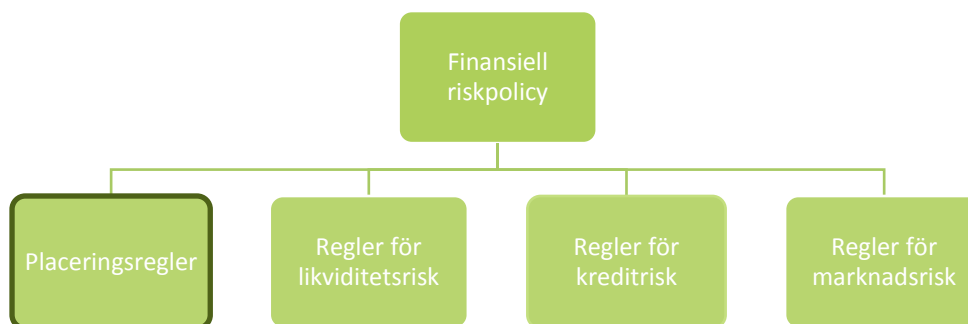 Finansiell
riskpolicy
Placeringsregler
Regler för
likviditetsrisk
Regler för
kreditrisk
Regler för
marknadsrisk